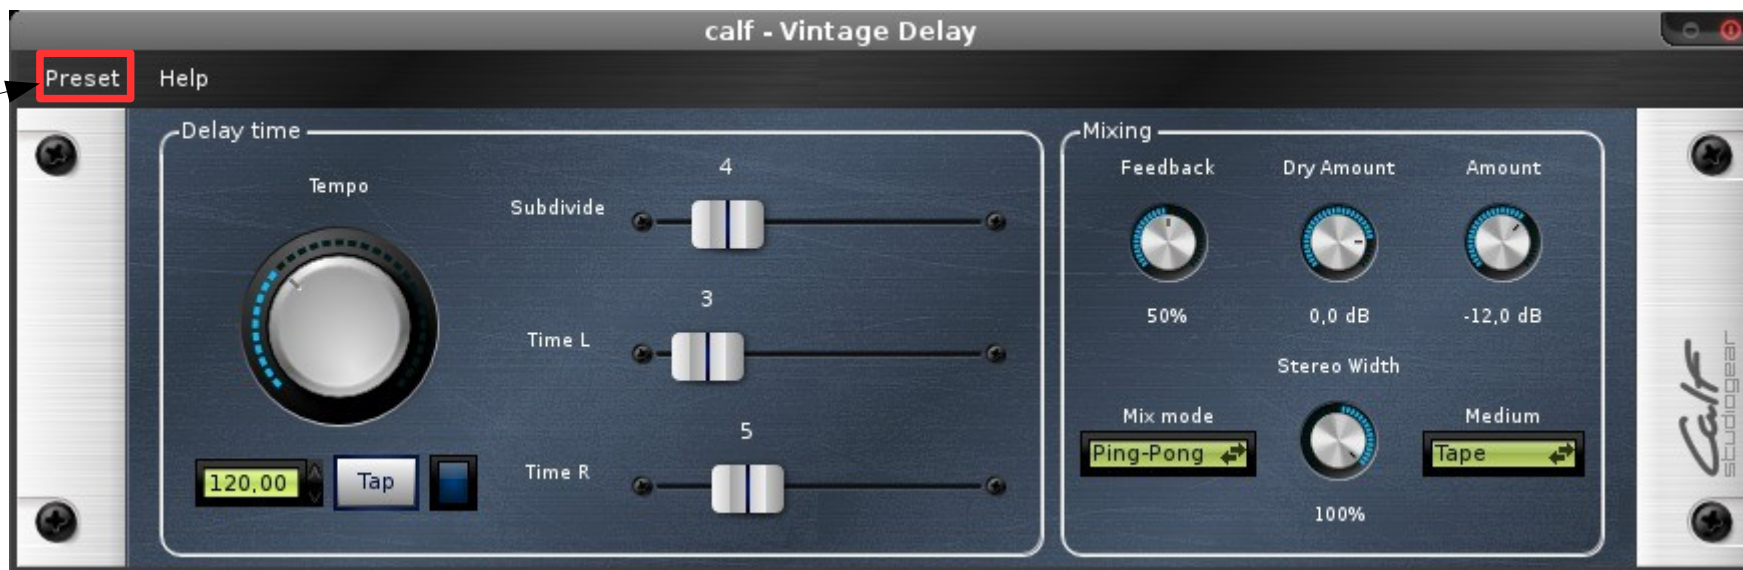 calf - Vintage Delay
Preset Help
Delay time
Tempo
120,00
Tap
4
Subdivide
3
Time L
5
Time R
Mixing
Feedback Dry Amount Amount
50% 0,0 dB -12,0 dB
Stereo Width
Mix mode Medium
Ping-Pong Tape
100%
Calf
studiogear